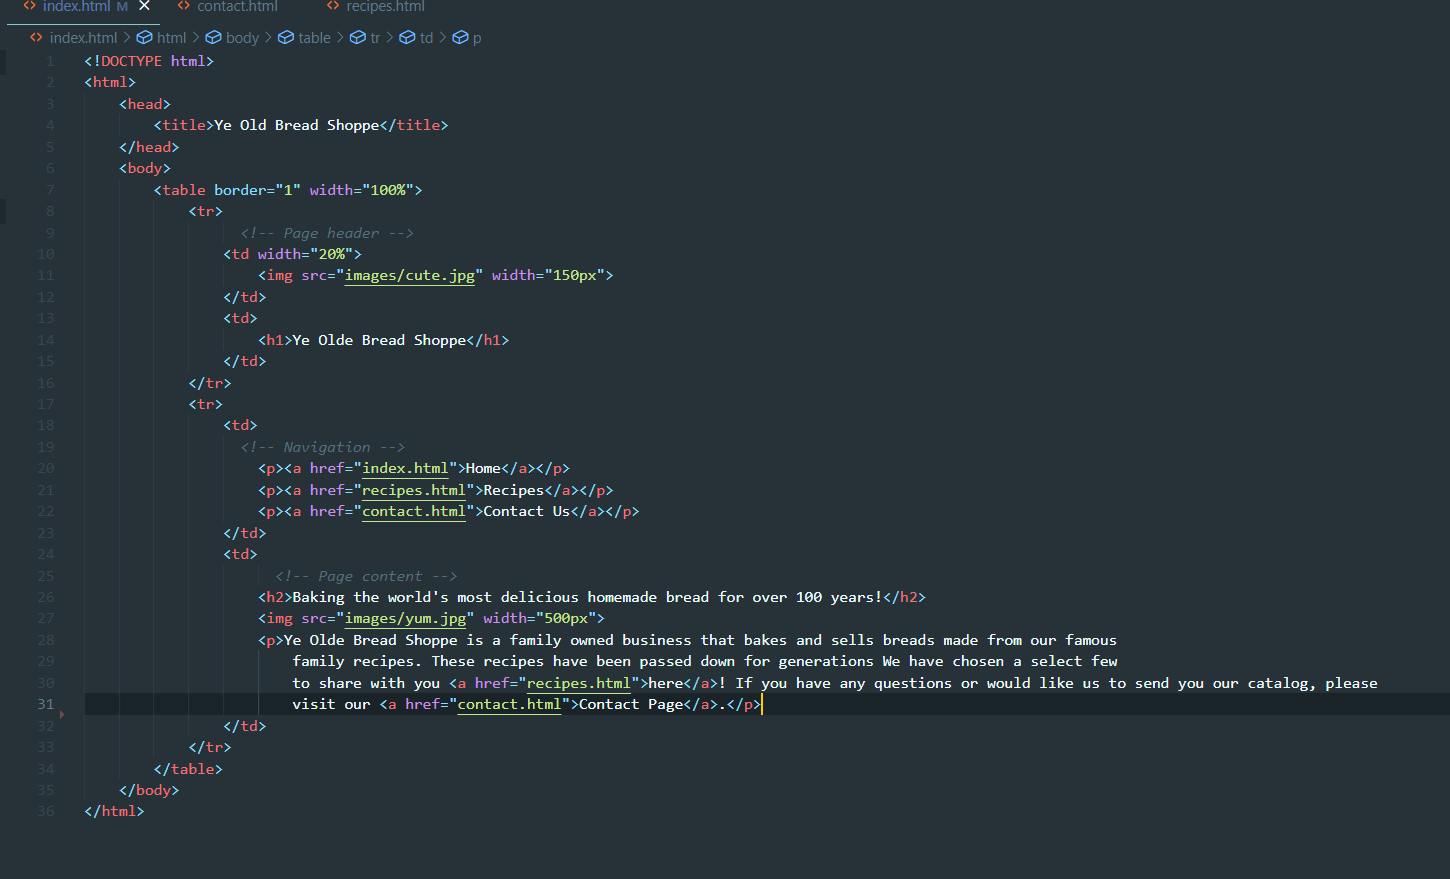 index.html M × contact.html recipes.html
index.html > html > body > table > tr > td > p
1 <!DOCTYPE html>
2 <html>
3 <head>
4 <title>Ye Old Bread Shoppe</title>
5 </head>
6 <body>
7 <table border="1" width="100%">
8 <tr>
9 <!-- Page header -->
10 <td width="20%">
11 <img src="images/cute.jpg" width="150px">
12 </td>
13 <td>
14 <h1>Ye Olde Bread Shoppe</h1>
15 </td>
16 </tr>
17 <tr>
18 <td>
19 <!-- Navigation -->
20 <p><a href="index.html">Home</a></p>
21 <p><a href="recipes.html">Recipes</a></p>
22 <p><a href="contact.html">Contact Us</a></p>
23 </td>
24 <td>
25 <!-- Page content -->
26 <h2>Baking the world's most delicious homemade bread for over 100 years!</h2>
27 <img src="images/yum.jpg" width="500px">
28 <p>Ye Olde Bread Shoppe is a family owned business that bakes and sells breads made from our famous
29 family recipes. These recipes have been passed down for generations We have chosen a select few
30 to share with you <a href="recipes.html">here</a>! If you have any questions or would like us to send you our catalog, please
31 visit our <a href="contact.html">Contact Page</a>.</p>
32 </td>
33 </tr>
34 </table>
35 </body>
36 </html>